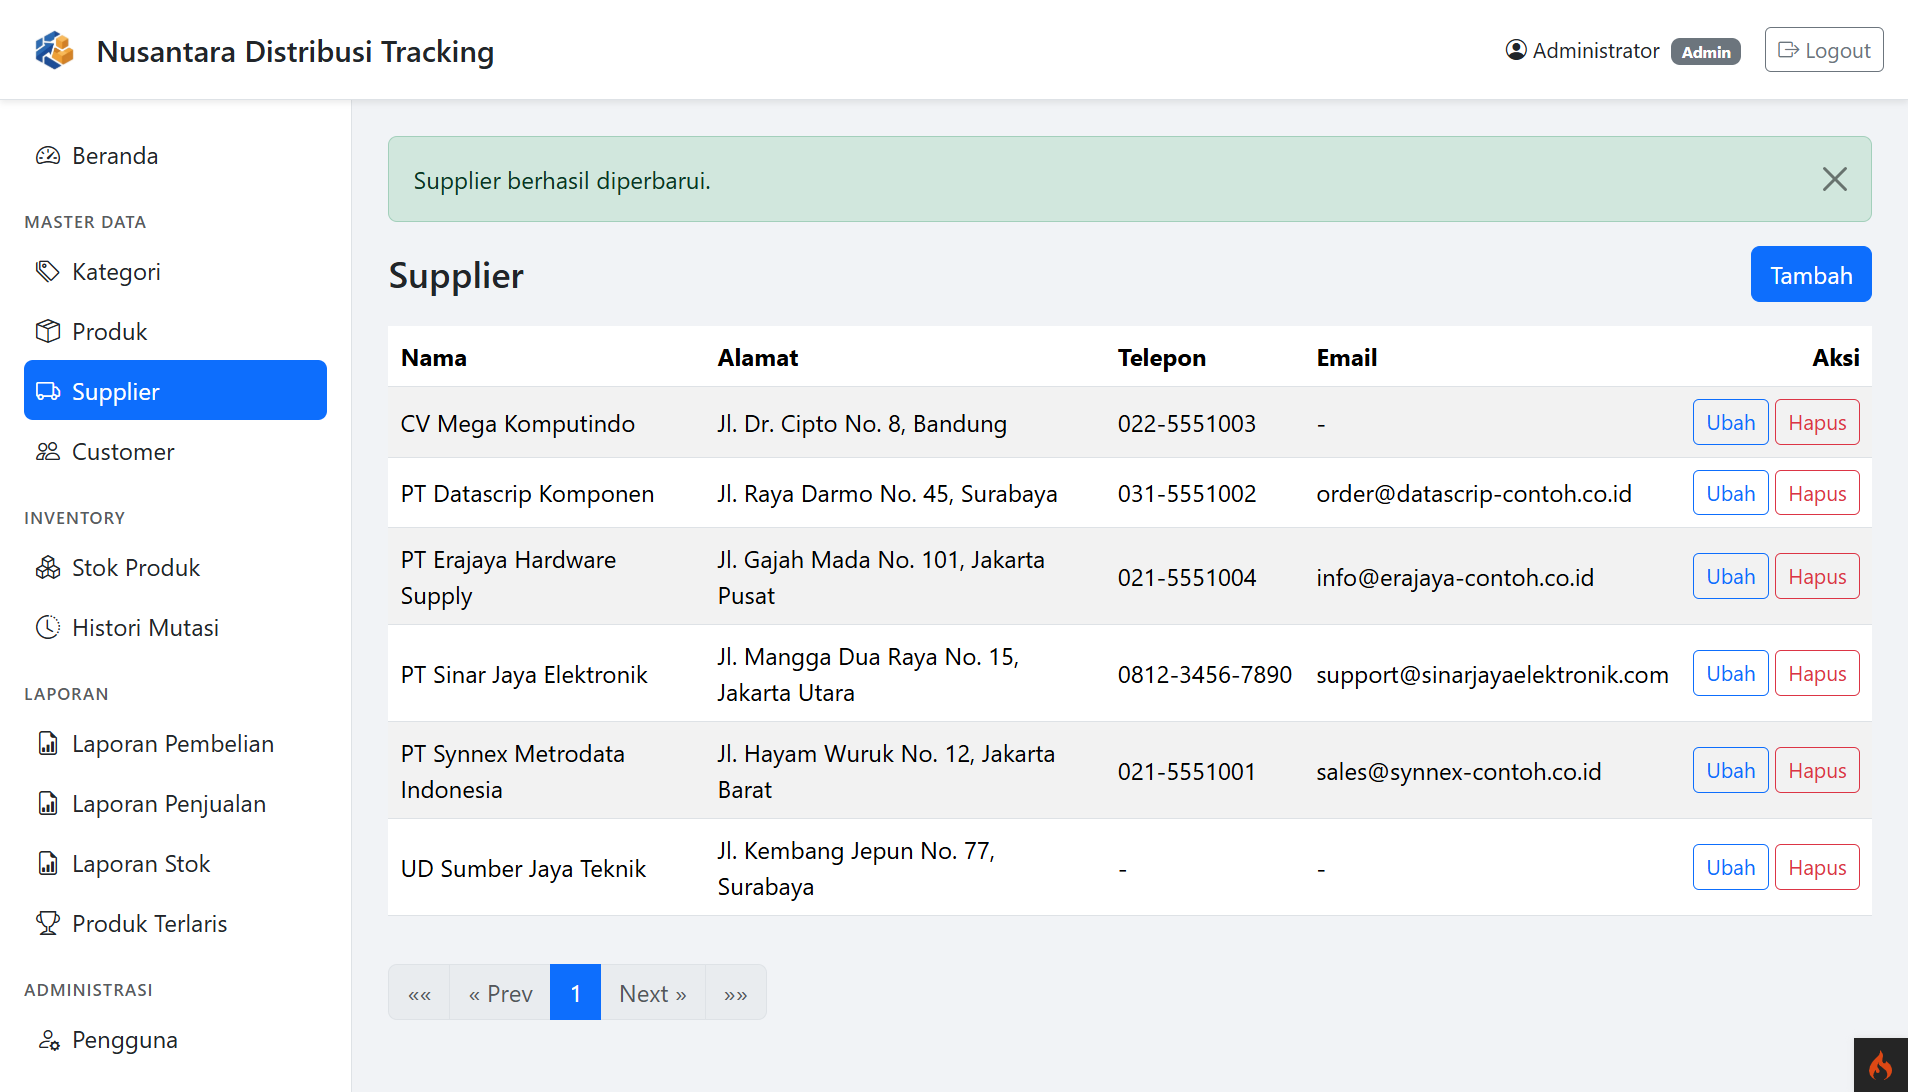 Nusantara Distribusi Tracking
Administrator Admin Logout
Beranda
MASTER DATA
Kategori
Produk
Supplier
Customer
INVENTORY
Stok Produk
Histori Mutasi
LAPORAN
Laporan Pembelian
Laporan Penjualan
Laporan Stok
Produk Terlaris
ADMINISTRASI
Pengguna
Supplier berhasil diperbarui.
Supplier
Tambah
Nama Alamat Telepon Email Aksi
CV Mega Komputindo Jl. Dr. Cipto No. 8, Bandung 022-5551003 - Ubah Hapus
PT Datascrip Komponen Jl. Raya Darmo No. 45, Surabaya 031-5551002 order@datascrip-contoh.co.id Ubah Hapus
PT Erajaya Hardware
Supply
Jl. Gajah Mada No. 101, Jakarta
Pusat
021-5551004 info@erajaya-contoh.co.id Ubah Hapus
PT Sinar Jaya Elektronik
Jl. Mangga Dua Raya No. 15,
Jakarta Utara
0812-3456-7890 support@sinarjayaelektronik.com Ubah Hapus
PT Synnex Metrodata
Indonesia
Jl. Hayam Wuruk No. 12, Jakarta
Barat
021-5551001 sales@synnex-contoh.co.id Ubah Hapus
UD Sumber Jaya Teknik
Jl. Kembang Jepun No. 77,
Surabaya
- - Ubah Hapus
«« « Prev 1 Next » »»